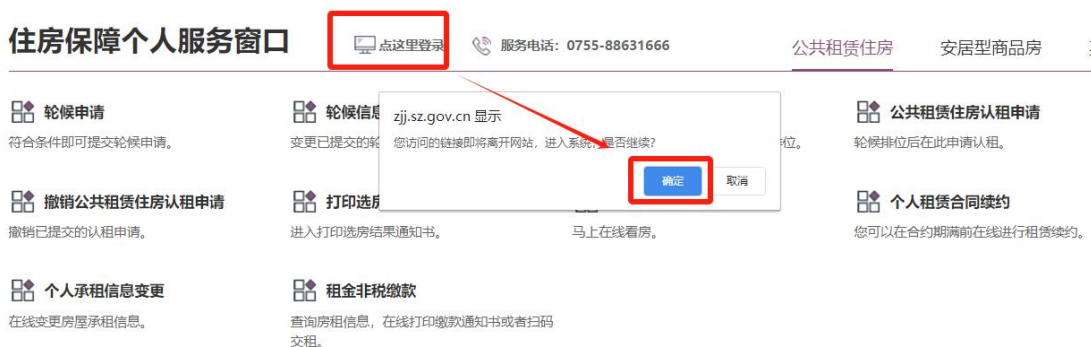 住房保障个人服务窗口
点这里登录
服务电话：0755-88631666
公共租赁住房
安居型商品房
轮候申请
符合条件即可提交轮候申请。
轮候信息
变更已提交的轮
zjj.sz.gov.cn 显示
您访问的链接即将离开网站，进入系统，是否继续？
确定
取消
位。
公共租赁住房认租申请
轮候排位后在此申请认租。
撤销公共租赁住房认租申请
撤销已提交的认租申请。
打印选房
进入打印选房结果通知书。
马上在线看房。
个人租赁合同续约
您可以在合约期满前在线进行租赁续约。
个人承租信息变更
在线变更房屋承租信息。
租金非税缴款
查询房租信息，在线打印缴款通知书或者扫码
交租。